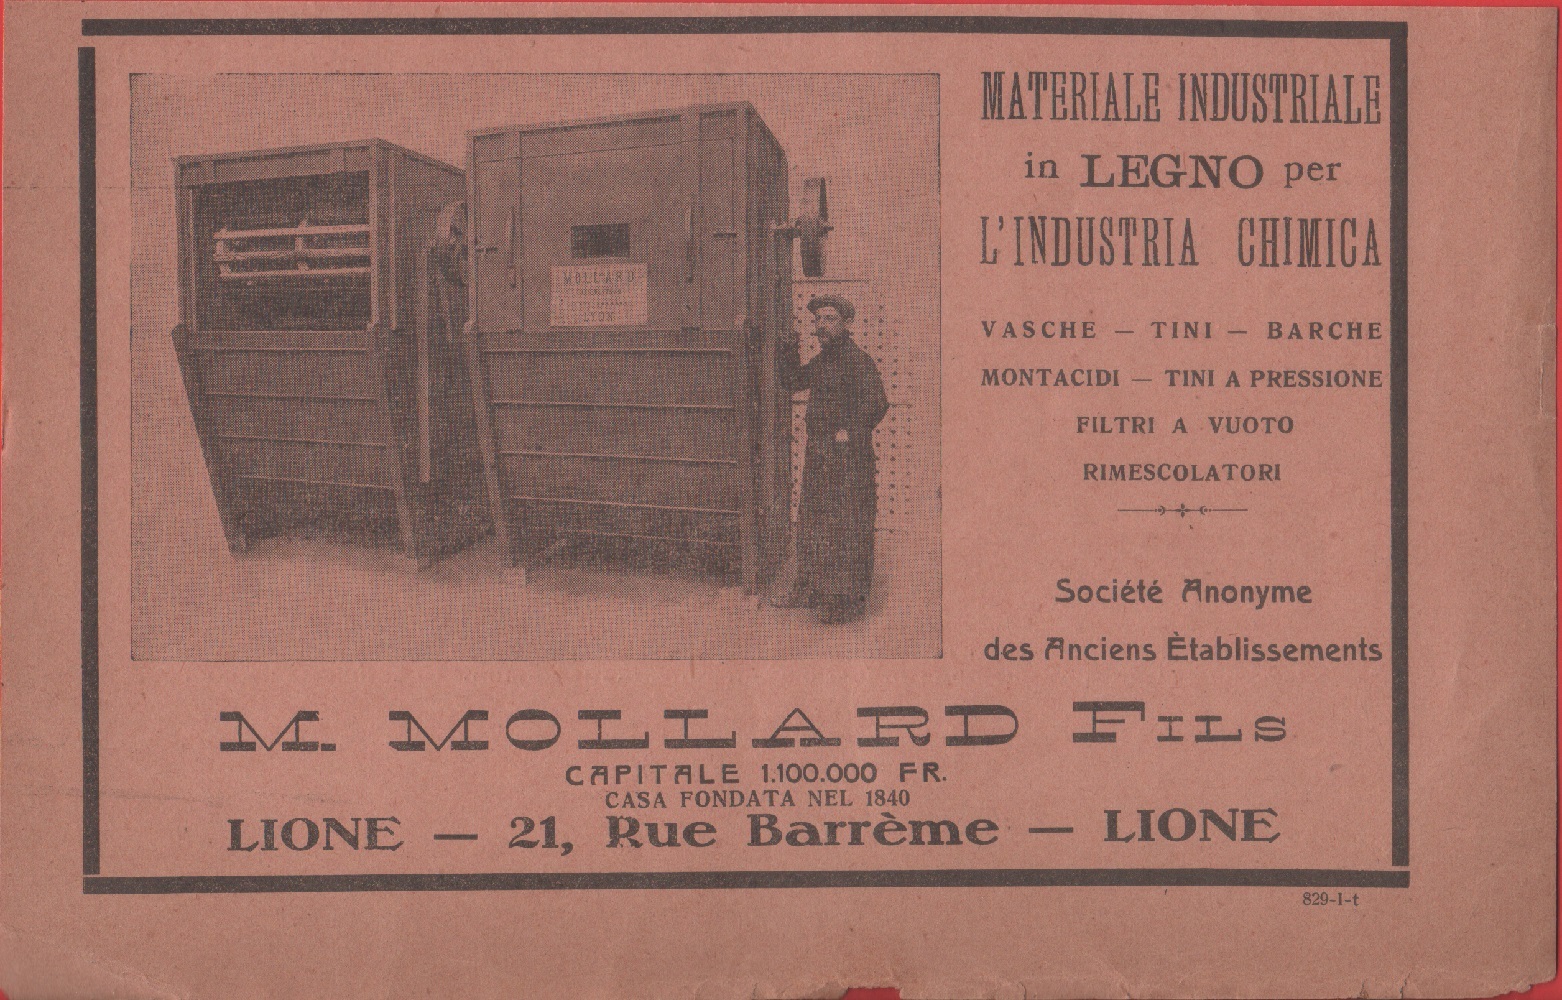 MATERIALE INDUSTRIALE
in LEGNO per
L'INDUSTRIA CHIMICA
VASCHE — TINI — BARCHE
MONTACIDI — TINI A PRESSIONE
FILTRI A VUOTO
RIMESCOLATORI
Société Anonyme
des Anciens Ètablissements
MOLLARD
LYON
M. MOLLARD FILS
CAPITALE 1.100.000 FR.
CASA FONDATA NEL 1840
LIONE — 21, Rue Barrème — LIONE
829-I-t